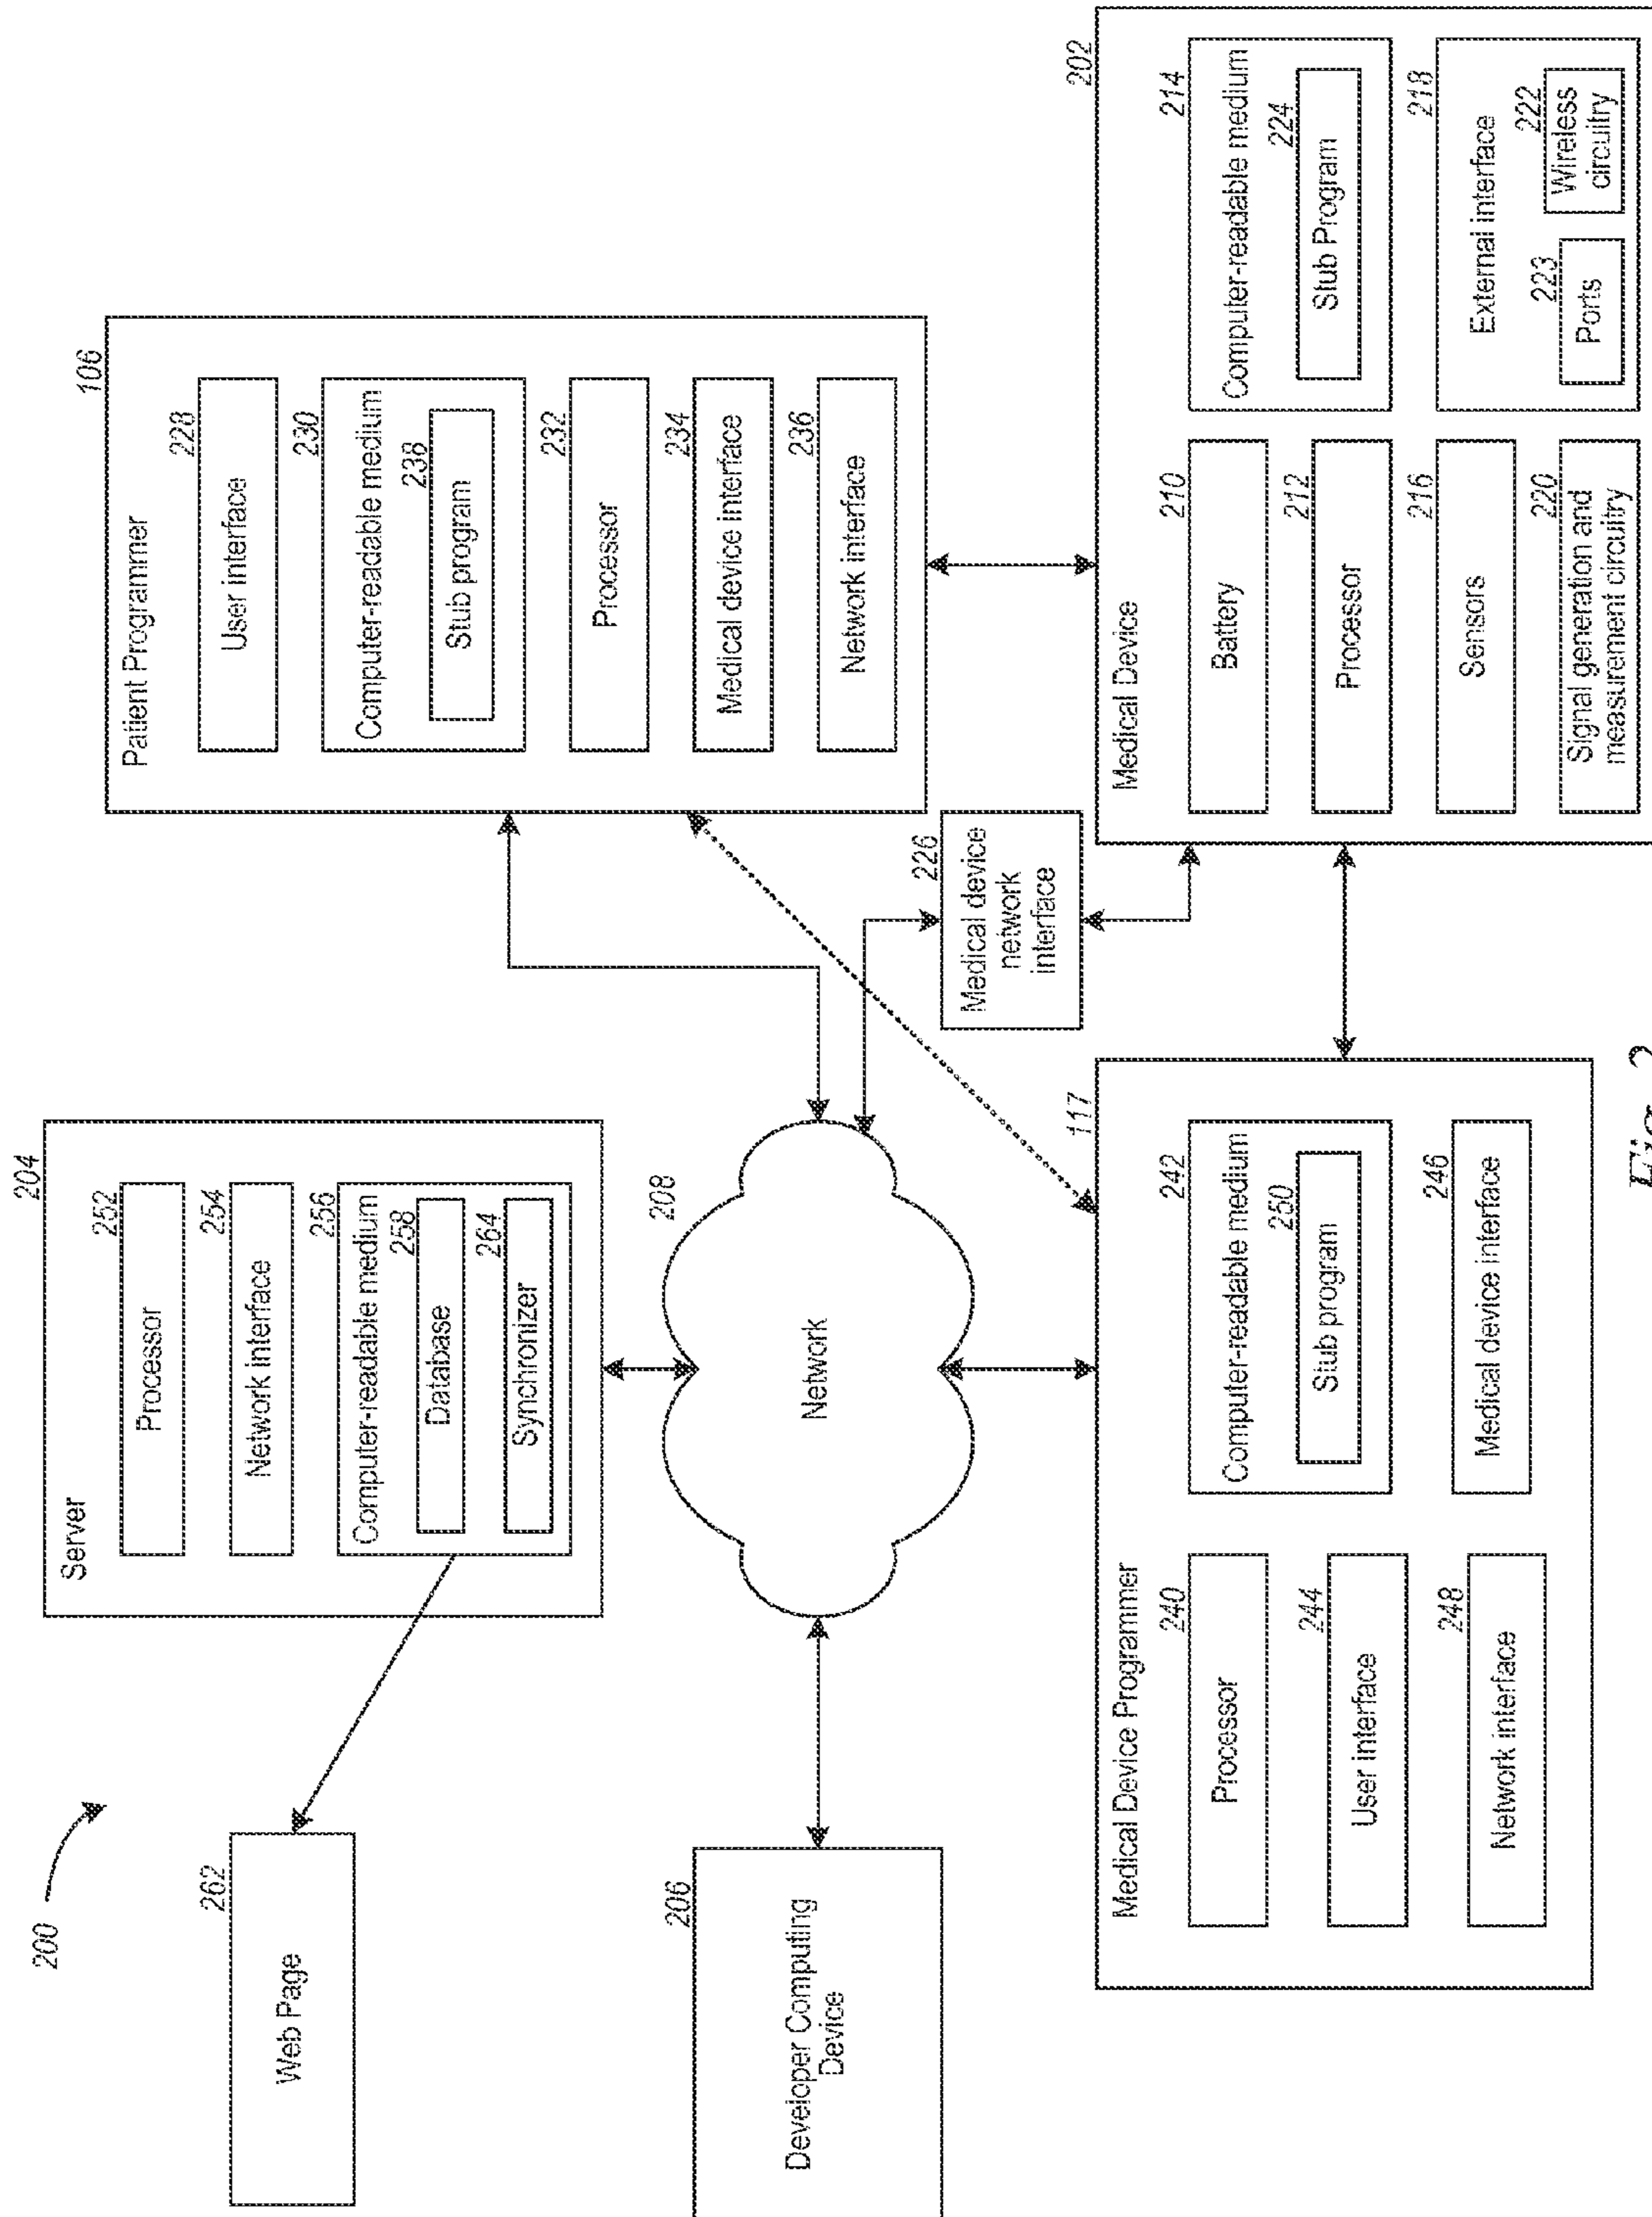 200
Web Page
262
Server
204
Processor
252
Network interface
254
Computer-readable medium
256
Database
258
Synchronizer
264
Patient Programmer
106
User interface
228
Computer-readable medium
230
Stub program
238
Processor
232
Medical device interface
234
Network interface
236
Developer Computing
Device
206
Network
208
Medical device
network
interface
226
Medical Device Programmer
117
Processor
240
User interface
244
Network interface
248
Computer-readable medium
242
Stub program
250
Medical device interface
246
Medical Device
202
Battery
210
Processor
212
Sensors
216
Signal generation and
measurement circuitry
220
Computer-readable medium
214
Stub Program
224
External interface
218
Ports
223
Wireless
circuitry
222